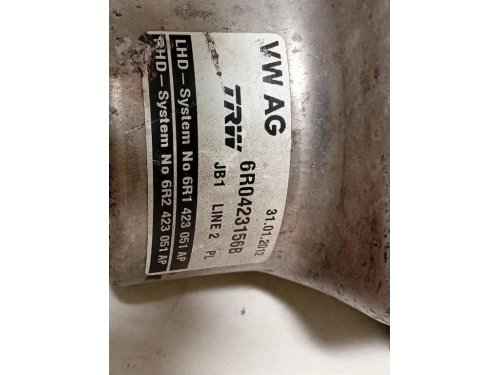 VW AG
31.01.2012
TRW 6R0423156B
JB1 LINE 2 PL
LHD - System No 6R1 423 051 AP
RHD - System No 6R2 423 051 AP